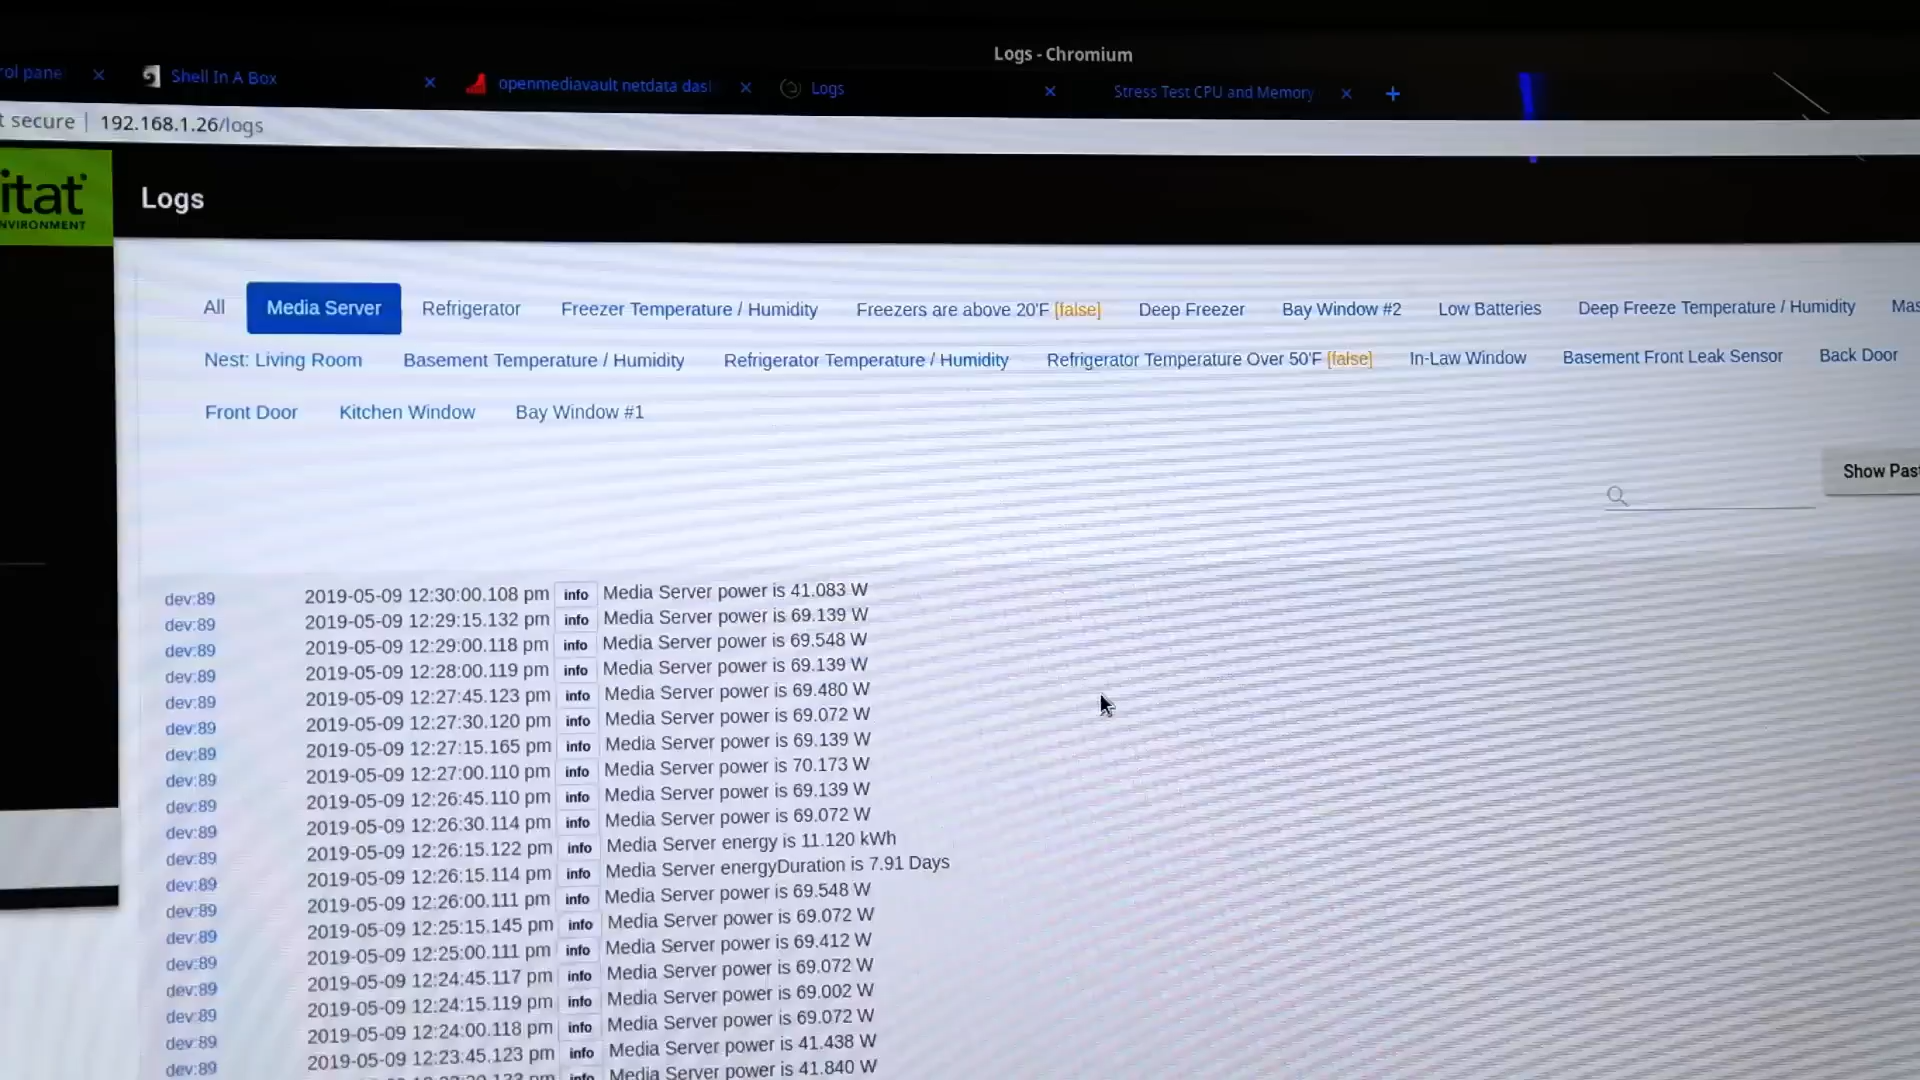 Logs - Chromium
rol pane
Shell In A Box
openmediavault netdata das
Logs
Stress Test CPU and Memory
t secure | 192.168.1.26/logs
itat
NVIRONMENT
Logs
All Media Server Refrigerator Freezer Temperature / Humidity Freezers are above 20'F [false] Deep Freezer Bay Window #2 Low Batteries Deep Freeze Temperature / Humidity Mas
Nest: Living Room Basement Temperature / Humidity Refrigerator Temperature / Humidity Refrigerator Temperature Over 50'F [false] In-Law Window Basement Front Leak Sensor Back Door
Front Door Kitchen Window Bay Window #1
Show Pas
dev:89 2019-05-09 12:30:00.108 pm info Media Server power is 41.083 W
dev:89 2019-05-09 12:29:15.132 pm info Media Server power is 69.139 W
dev:89 2019-05-09 12:29:00.118 pm info Media Server power is 69.548 W
dev:89 2019-05-09 12:28:00.119 pm info Media Server power is 69.139 W
dev:89 2019-05-09 12:27:45.123 pm info Media Server power is 69.480 W
dev:89 2019-05-09 12:27:30.120 pm info Media Server power is 69.072 W
dev:89 2019-05-09 12:27:15.165 pm info Media Server power is 69.139 W
dev:89 2019-05-09 12:27:00.110 pm info Media Server power is 70.173 W
dev:89 2019-05-09 12:26:45.110 pm info Media Server power is 69.139 W
dev:89 2019-05-09 12:26:30.114 pm info Media Server power is 69.072 W
dev:89 2019-05-09 12:26:15.122 pm info Media Server energy is 11.120 kWh
dev:89 2019-05-09 12:26:15.114 pm info Media Server energyDuration is 7.91 Days
dev:89 2019-05-09 12:26:00.111 pm info Media Server power is 69.548 W
dev:89 2019-05-09 12:25:15.145 pm info Media Server power is 69.072 W
dev:89 2019-05-09 12:25:00.111 pm info Media Server power is 69.412 W
dev:89 2019-05-09 12:24:45.117 pm info Media Server power is 69.072 W
dev:89 2019-05-09 12:24:15.119 pm info Media Server power is 69.002 W
dev:89 2019-05-09 12:24:00.118 pm info Media Server power is 69.072 W
dev:89 2019-05-09 12:23:45.123 pm info Media Server power is 41.438 W
info Media Server power is 41.840 W